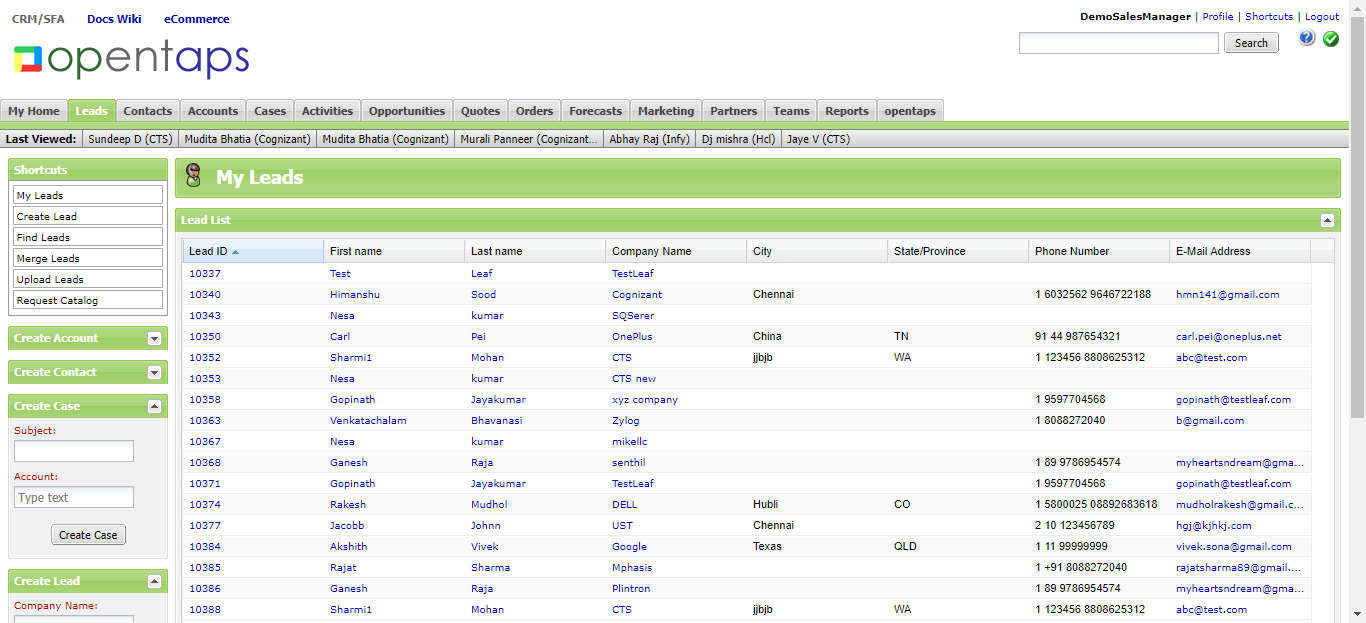 CRM/SFA Docs Wiki eCommerce
DemoSalesManager | Profile | Shortcuts | Logout
opentaps
Search
My Home Leads Contacts Accounts Cases Activities Opportunities Quotes Orders Forecasts Marketing Partners Teams Reports opentaps
Last Viewed: Sundeep D (CTS) Mudita Bhatia (Cognizant) Mudita Bhatia (Cognizant) Murali Panneer (Cognizant... Abhay Raj (Infy) Dj mishra (Hcl) Jaye V (CTS)
Shortcuts
My Leads
Create Lead
Find Leads
Merge Leads
Upload Leads
Request Catalog
Create Account
Create Contact
Create Case
Subject:
Account:
Type text
Create Case
Create Lead
Company Name:
My Leads
Lead List
Lead ID First name Last name Company Name City State/Province Phone Number E-Mail Address
10337 Test Leaf TestLeaf
10340 Himanshu Sood Cognizant Chennai 1 6032562 9646722188 hmn141@gmail.com
10343 Nesa kumar SQSerer
10350 Carl Pei OnePlus China TN 91 44 987654321 carl.pei@oneplus.net
10352 Sharmi1 Mohan CTS jjbjb WA 1 123456 8808625312 abc@test.com
10353 Nesa kumar CTS new
10358 Gopinath Jayakumar xyz company 1 9597704568 gopinath@testleaf.com
10363 Venkatachalam Bhavanasi Zylog 1 8088272040 b@gmail.com
10367 Nesa kumar mikellc
10368 Ganesh Raja senthil 1 89 9786954574 myheartsndream@gma...
10371 Gopinath Jayakumar TestLeaf 1 9597704568 gopinath@testleaf.com
10374 Rakesh Mudhol DELL Hubli CO 1 5800025 08892683618 mudholrakesh@gmail.c...
10377 Jacobb Johnn UST Chennai 2 10 123456789 hgj@kjhkj.com
10384 Akshith Vivek Google Texas QLD 1 11 99999999 vivek.sona@gmail.com
10385 Rajat Sharma Mphasis 1 +91 8088272040 rajatsharma89@gmail....
10386 Ganesh Raja Plintron 1 89 9786954574 myheartsndream@gma...
10388 Sharmi1 Mohan CTS jjbjb WA 1 123456 8808625312 abc@test.com